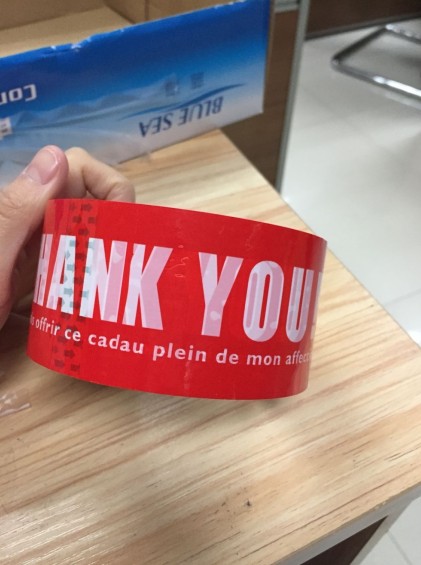 BLUE SEA
HANK YOU!
offrir ce cadau plein de mon affec